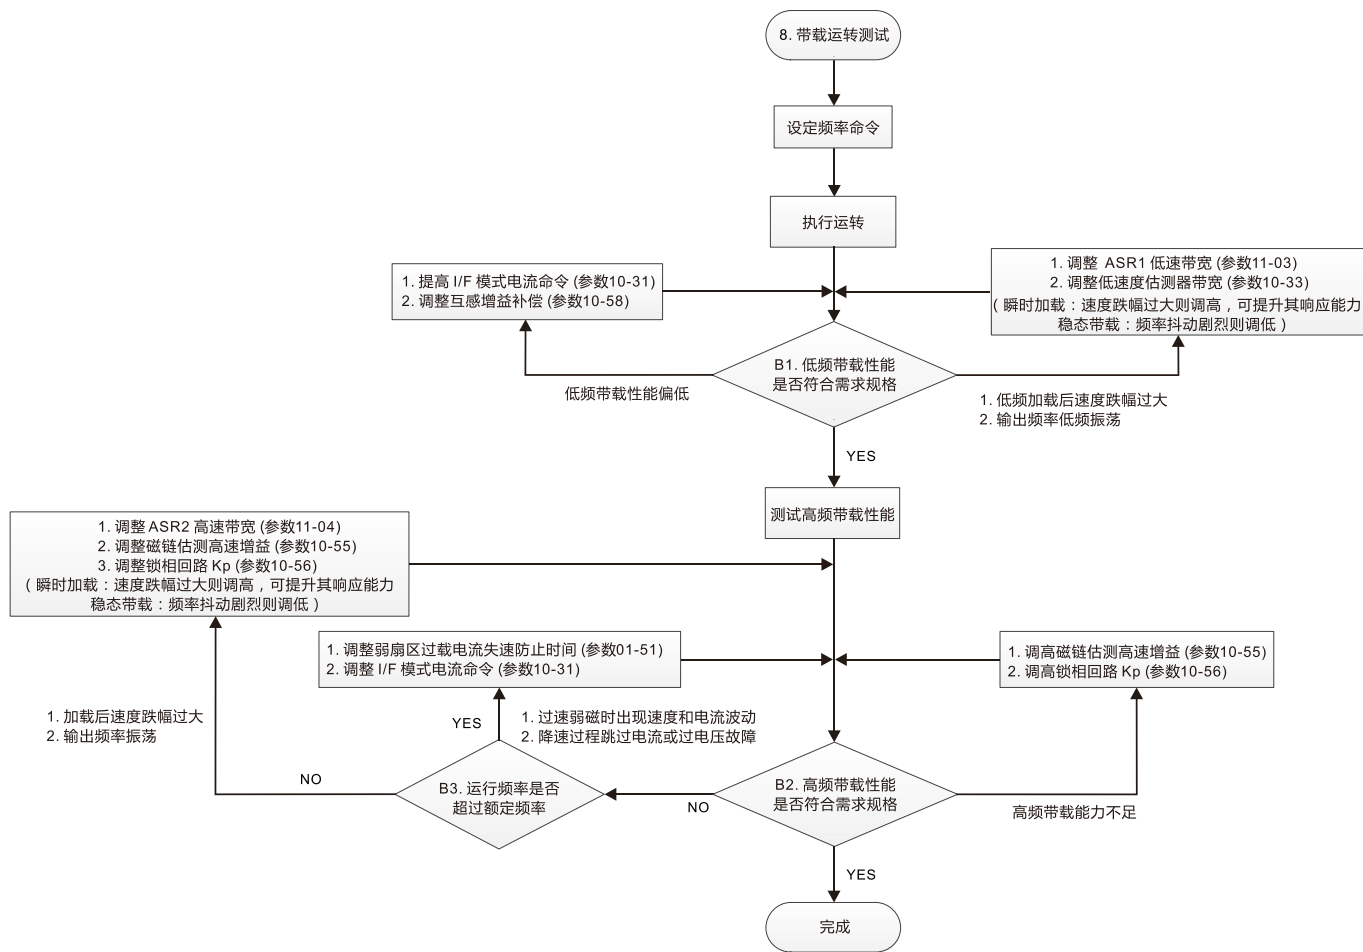 8. 带载运转测试
设定频率命令
执行运转
1. 提高 I/F 模式电流命令 (参数10-31)
2. 调整互感增益补偿 (参数10-58)
1. 调整 ASR1 低速带宽 (参数11-03)
2. 调整低速度估测器带宽 (参数10-33)
( 瞬时加载：速度跌幅过大则调高，可提升其响应能力
稳态带载：频率抖动剧烈则调低 )
B1. 低频带载性能
是否符合需求规格
低频带载性能偏低
1. 低频加载后速度跌幅过大
2. 输出频率低频振荡
YES
测试高频带载性能
1. 调整 ASR2 高速带宽 (参数11-04)
2. 调整磁链估测高速增益 (参数10-55)
3. 调整锁相回路 Kp (参数10-56)
( 瞬时加载：速度跌幅过大则调高，可提升其响应能力
稳态带载：频率抖动剧烈则调低 )
1. 调整弱扇区过载电流失速防止时间 (参数01-51)
2. 调整 I/F 模式电流命令 (参数10-31)
1. 调高磁链估测高速增益 (参数10-55)
2. 调高锁相回路 Kp (参数10-56)
1. 加载后速度跌幅过大
2. 输出频率振荡
YES
1. 过速弱磁时出现速度和电流波动
2. 降速过程跳过电流或过电压故障
NO
B3. 运行频率是否
超过额定频率
NO
B2. 高频带载性能
是否符合需求规格
高频带载能力不足
YES
完成